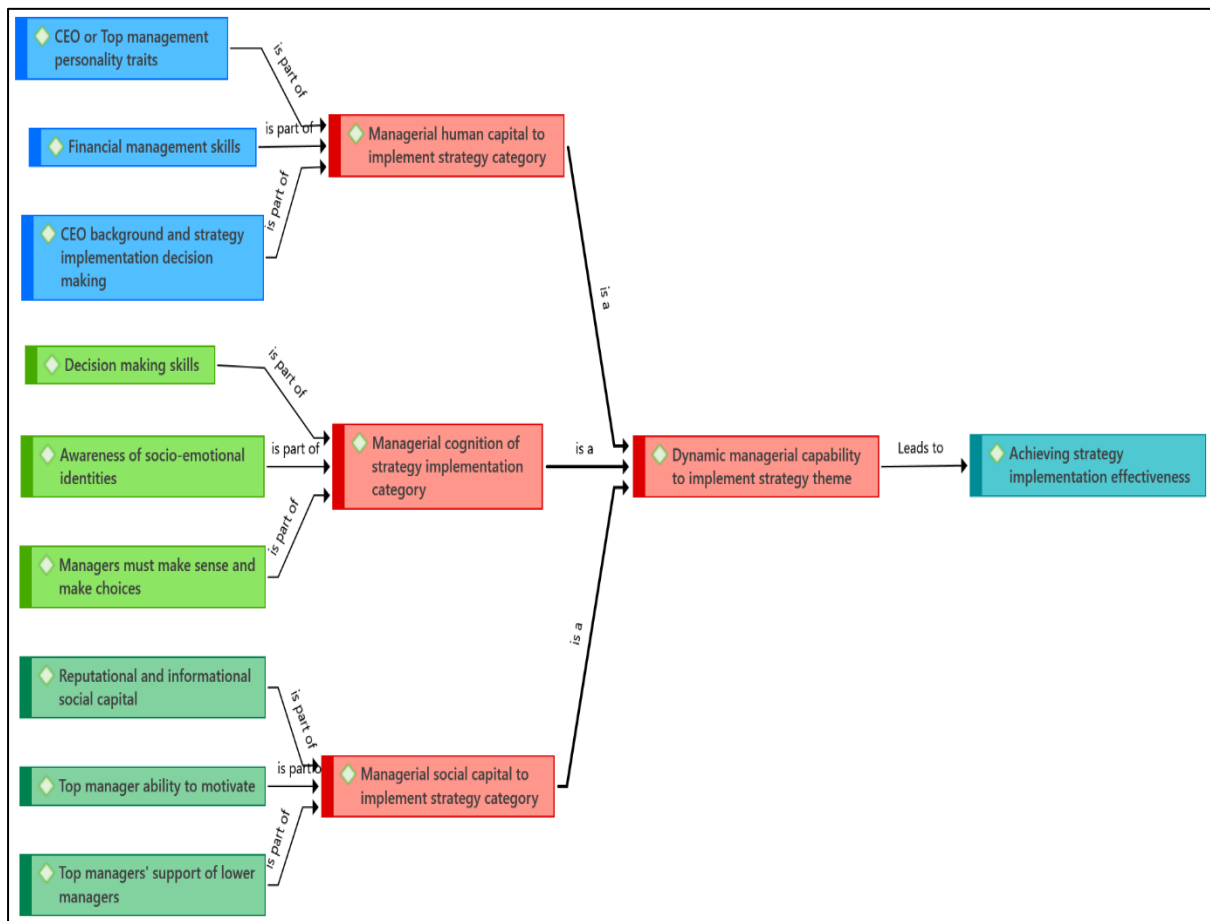 CEO or Top management
personality traits
is part of
is part of
Financial management skills
is part of
CEO background and strategy
implementation decision
making
Managerial human capital to
implement strategy category
is a
Decision making skills
is part of
is part of
Awareness of socio-emotional
identities
is part of
Managers must make sense and
make choices
Managerial cognition of
strategy implementation
category
is a
Dynamic managerial capability
to implement strategy theme
Leads to
Achieving strategy
implementation effectiveness
is a
Reputational and informational
social capital
is part of
is part o
Top manager ability to motivate
is part of
Top managers' support of lower
managers
Managerial social capital to
implement strategy category